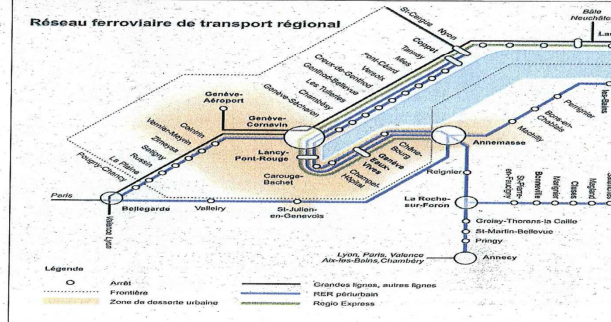 Réseau ferroviaire de transport régional
Bâle
Neuchâtel
St-Cergue
Nyon
Coppet
Tannay
Mies
Pont-Céard
Versoix
Creux-de-Genthod
Genthod-Bellevue
Les Tuileries
Chambésy
Genève-Sécheron
Genève-
Aéroport
Genève-
Cornavin
Cointrin
Vernier-Meyrin
Zimeysa
Satigny
Russin
La Plaine
Pougny-Chancy
Lancy-
Pont-Rouge
Carouge-
Bachet
Champel-
Hôpital
Genève
Eaux-
Vives
Chêne-
Bourg
Annemasse
Machilly
Bons-en-
Chablais
Perrignier
-les-Bains
Reignier
Paris
Bellegarde
Valence Lyon
Valleiry
St-Julien-
en-Genevois
La Roche-
sur-Foron
St-Pierre-
en-Faucigny
Bonneville
Marignier
Cluses
Magland
Groisy-Thorens-la Caille
St-Martin-Bellevue
Pringy
Annecy
Lyon, Paris, Valence
Aix-les-Bains, Chambéry
Légende
Arrêt
Frontière
Zone de desserte urbaine
Grandes lignes, autres lignes
RER périurbain
Regio Express